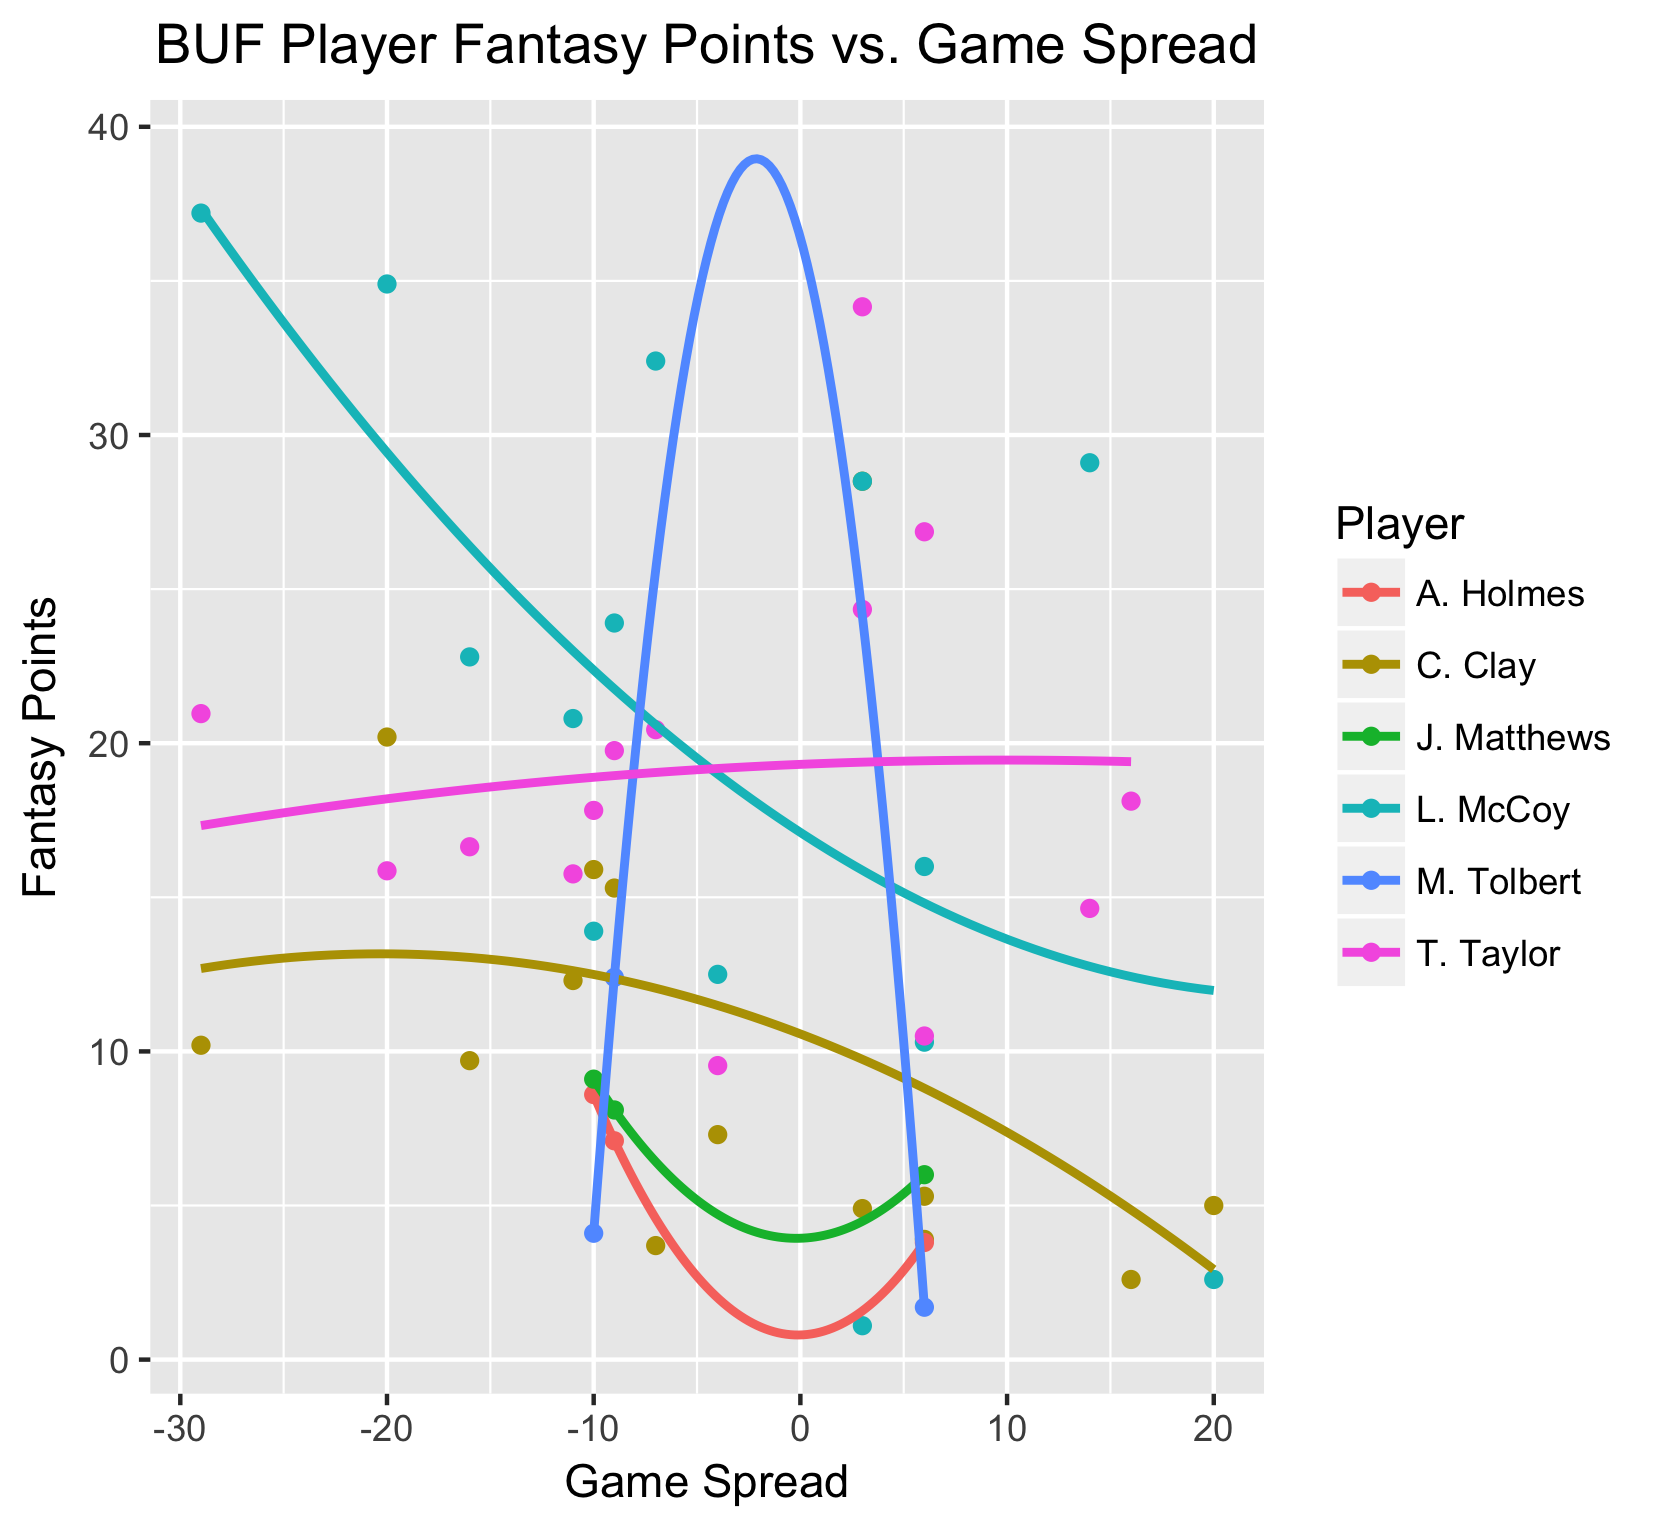 BUF Player Fantasy Points vs. Game Spread
40
30
20
10
0
Fantasy Points
-30
-20
-10
0
10
20
Game Spread
Player
A. Holmes
C. Clay
J. Matthews
L. McCoy
M. Tolbert
T. Taylor